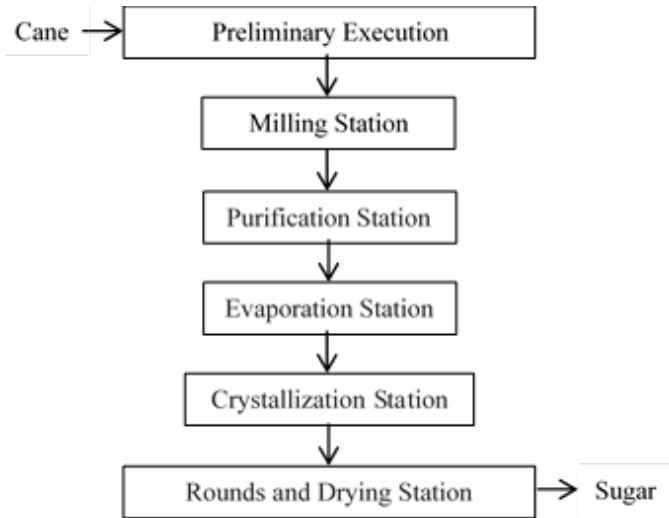 Cane
Preliminary Execution
Milling Station
Purification Station
Evaporation Station
Crystallization Station
Rounds and Drying Station
Sugar